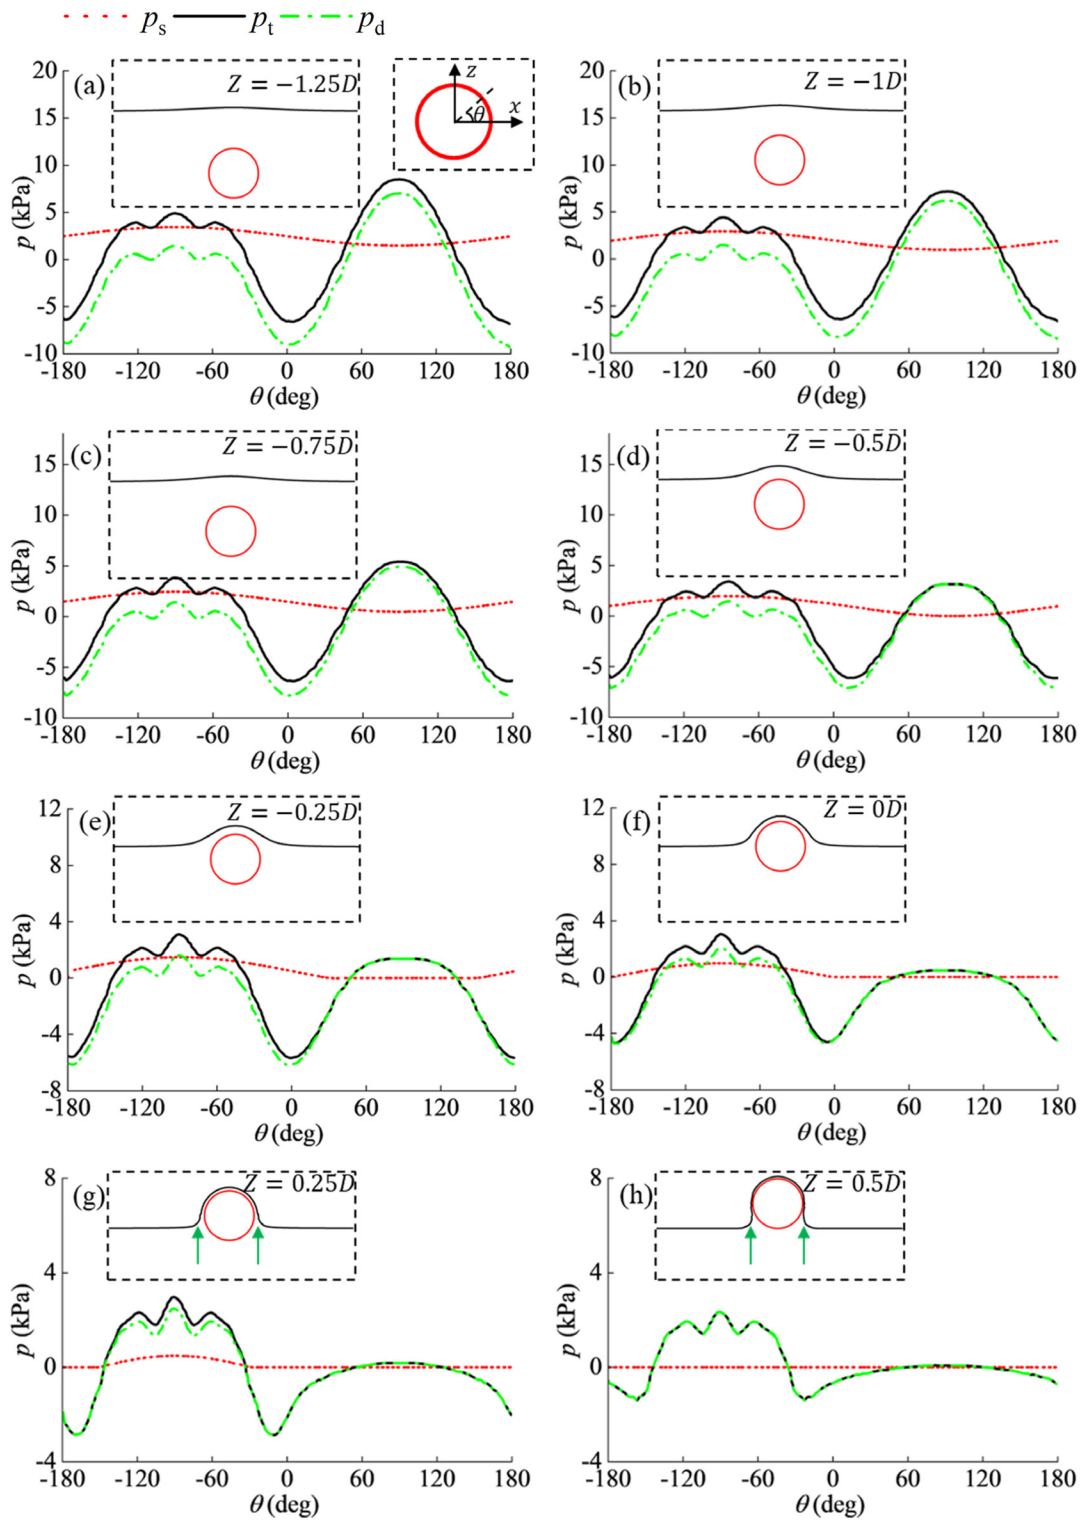 p_s p_t p_d
(a) Z = −1.25D
z
x
θ
20
15
10
5
0
-5
-10
p (kPa)
-180 -120 -60 0 60 120 180
θ (deg)
(b) Z = −1D
20
15
10
5
0
-5
-10
p (kPa)
-180 -120 -60 0 60 120 180
θ (deg)
(c) Z = −0.75D
15
10
5
0
-5
-10
p (kPa)
-180 -120 -60 0 60 120 180
θ (deg)
(d) Z = −0.5D
15
10
5
0
-5
-10
p (kPa)
-180 -120 -60 0 60 120 180
θ (deg)
(e) Z = −0.25D
12
8
4
0
-4
-8
p (kPa)
-180 -120 -60 0 60 120 180
θ (deg)
(f) Z = 0D
12
8
4
0
-4
-8
p (kPa)
-180 -120 -60 0 60 120 180
θ (deg)
(g) Z = 0.25D
8
4
0
-4
p (kPa)
-180 -120 -60 0 60 120 180
θ (deg)
(h) Z = 0.5D
8
4
0
-4
p (kPa)
-180 -120 -60 0 60 120 180
θ (deg)